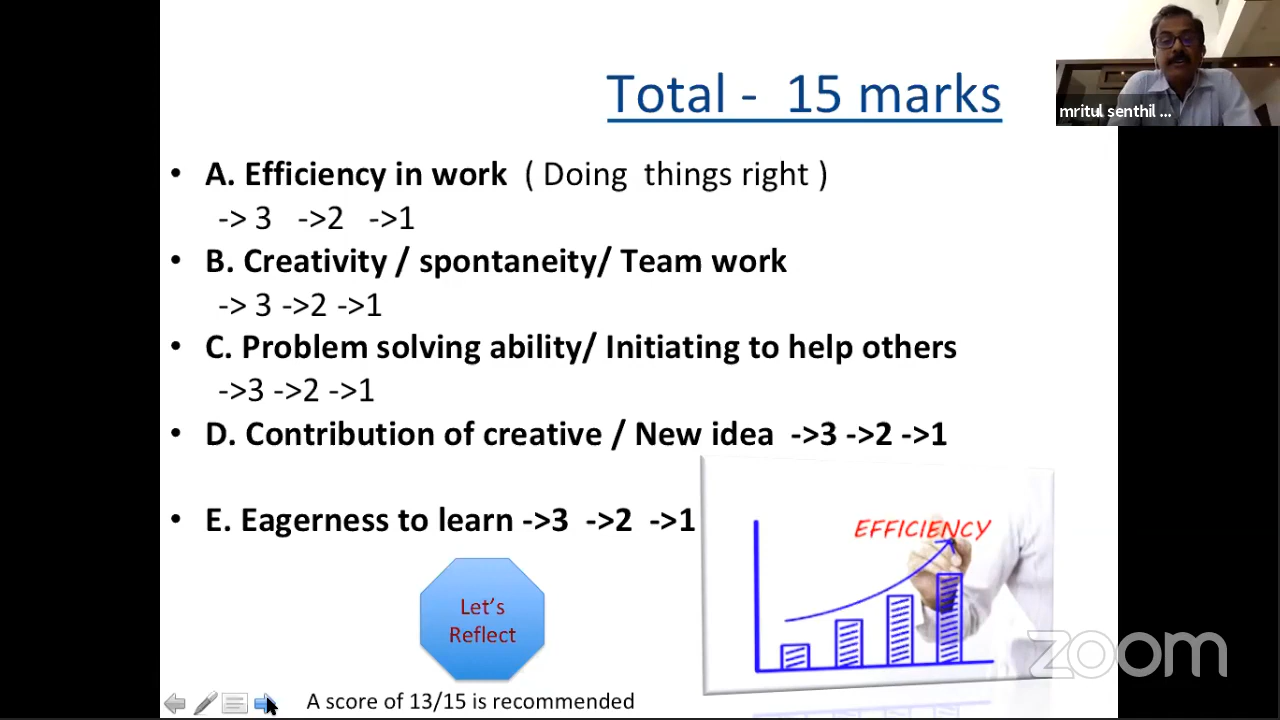 Total - 15 marks
mritul senthil ...
• A. Efficiency in work ( Doing things right )
-> 3 ->2 ->1
• B. Creativity / spontaneity/ Team work
-> 3 ->2 ->1
• C. Problem solving ability/ Initiating to help others
->3 ->2 ->1
• D. Contribution of creative / New idea ->3 ->2 ->1
• E. Eagerness to learn ->3 ->2 ->1
EFFICIENCY
Let's
Reflect
zoom
A score of 13/15 is recommended